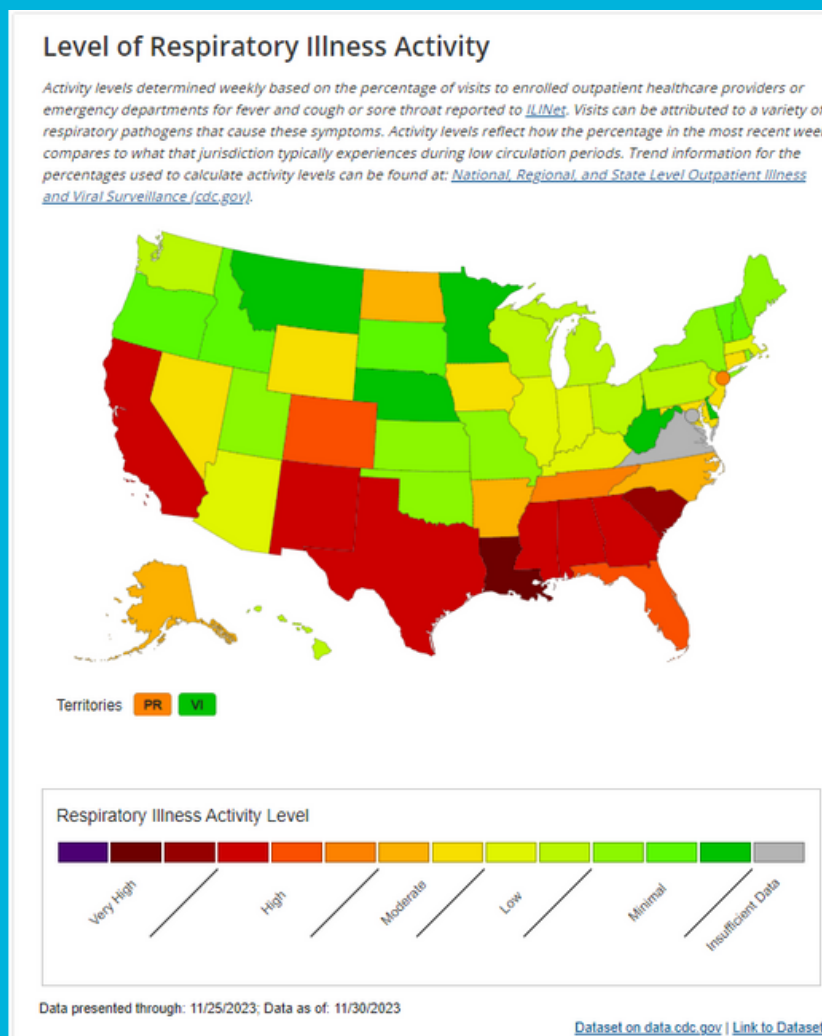 Level of Respiratory Illness Activity
Activity levels determined weekly based on the percentage of visits to enrolled outpatient healthcare providers or
emergency departments for fever and cough or sore throat reported to ILINet. Visits can be attributed to a variety of
respiratory pathogens that cause these symptoms. Activity levels reflect how the percentage in the most recent week
compares to what that jurisdiction typically experiences during low circulation periods. Trend information for the
percentages used to calculate activity levels can be found at: National, Regional, and State Level Outpatient Illness
and Viral Surveillance (cdc.gov).
Territories PR VI
Respiratory Illness Activity Level
Very High High Moderate Low Minimal Insufficient Data
Data presented through: 11/25/2023; Data as of: 11/30/2023
Dataset on data.cdc.gov | Link to Dataset